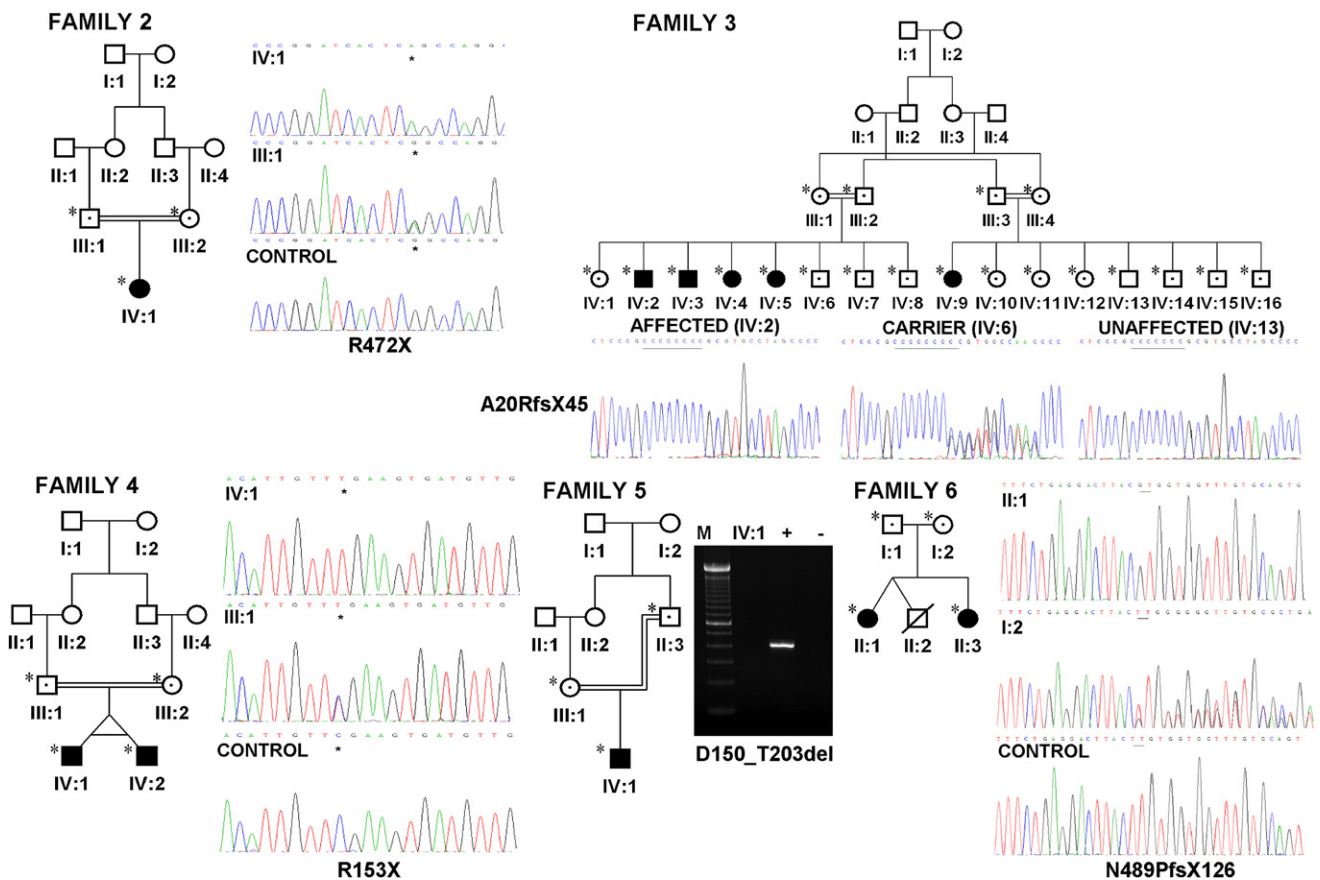 FAMILY 2
I:1 I:2
II:1 II:2 II:3 II:4
* *
III:1 III:2
*
IV:1
C C C G G A T C A C T C A G C C A G G C
IV:1
*
C C C G G A T C A C T C G G C C A G G
III:1
*
C C C G G A T C A C T C G G C C A G G
CONTROL
*
R472X
FAMILY 3
I:1 I:2
II:1 II:2 II:3 II:4
* * * *
III:1 III:2 III:3 III:4
* * * * * * * * * * * * * * * *
IV:1 IV:2 IV:3 IV:4 IV:5 IV:6 IV:7 IV:8 IV:9 IV:10 IV:11 IV:12 IV:13 IV:14 IV:15 IV:16
AFFECTED (IV:2) CARRIER (IV:6) UNAFFECTED (IV:13)
A20RfsX45
FAMILY 4
I:1 I:2
II:1 II:2 II:3 II:4
* *
III:1 III:2
* *
IV:1 IV:2
A C A T T G T T T T G A A G T G A T G T T G
IV:1
*
A C A T T G T T T T G A A G T G A T G T T G
III:1
*
A C A T T G T T C G A A G T G A T G T T G
CONTROL
*
R153X
FAMILY 5
I:1 I:2
*
II:1 II:2 II:3
*
III:1
*
IV:1
M IV:1 + -
D150_T203del
FAMILY 6
* *
I:1 I:2
* *
II:1 II:2 II:3
T T T C T G A G G A C T T A C G T G G T G G T T T G T G C A G T G
II:1
I:2
T T T C T G A G G A C T T A C T T G T G G T G G T T T G T G C A G T
CONTROL
N489PfsX126